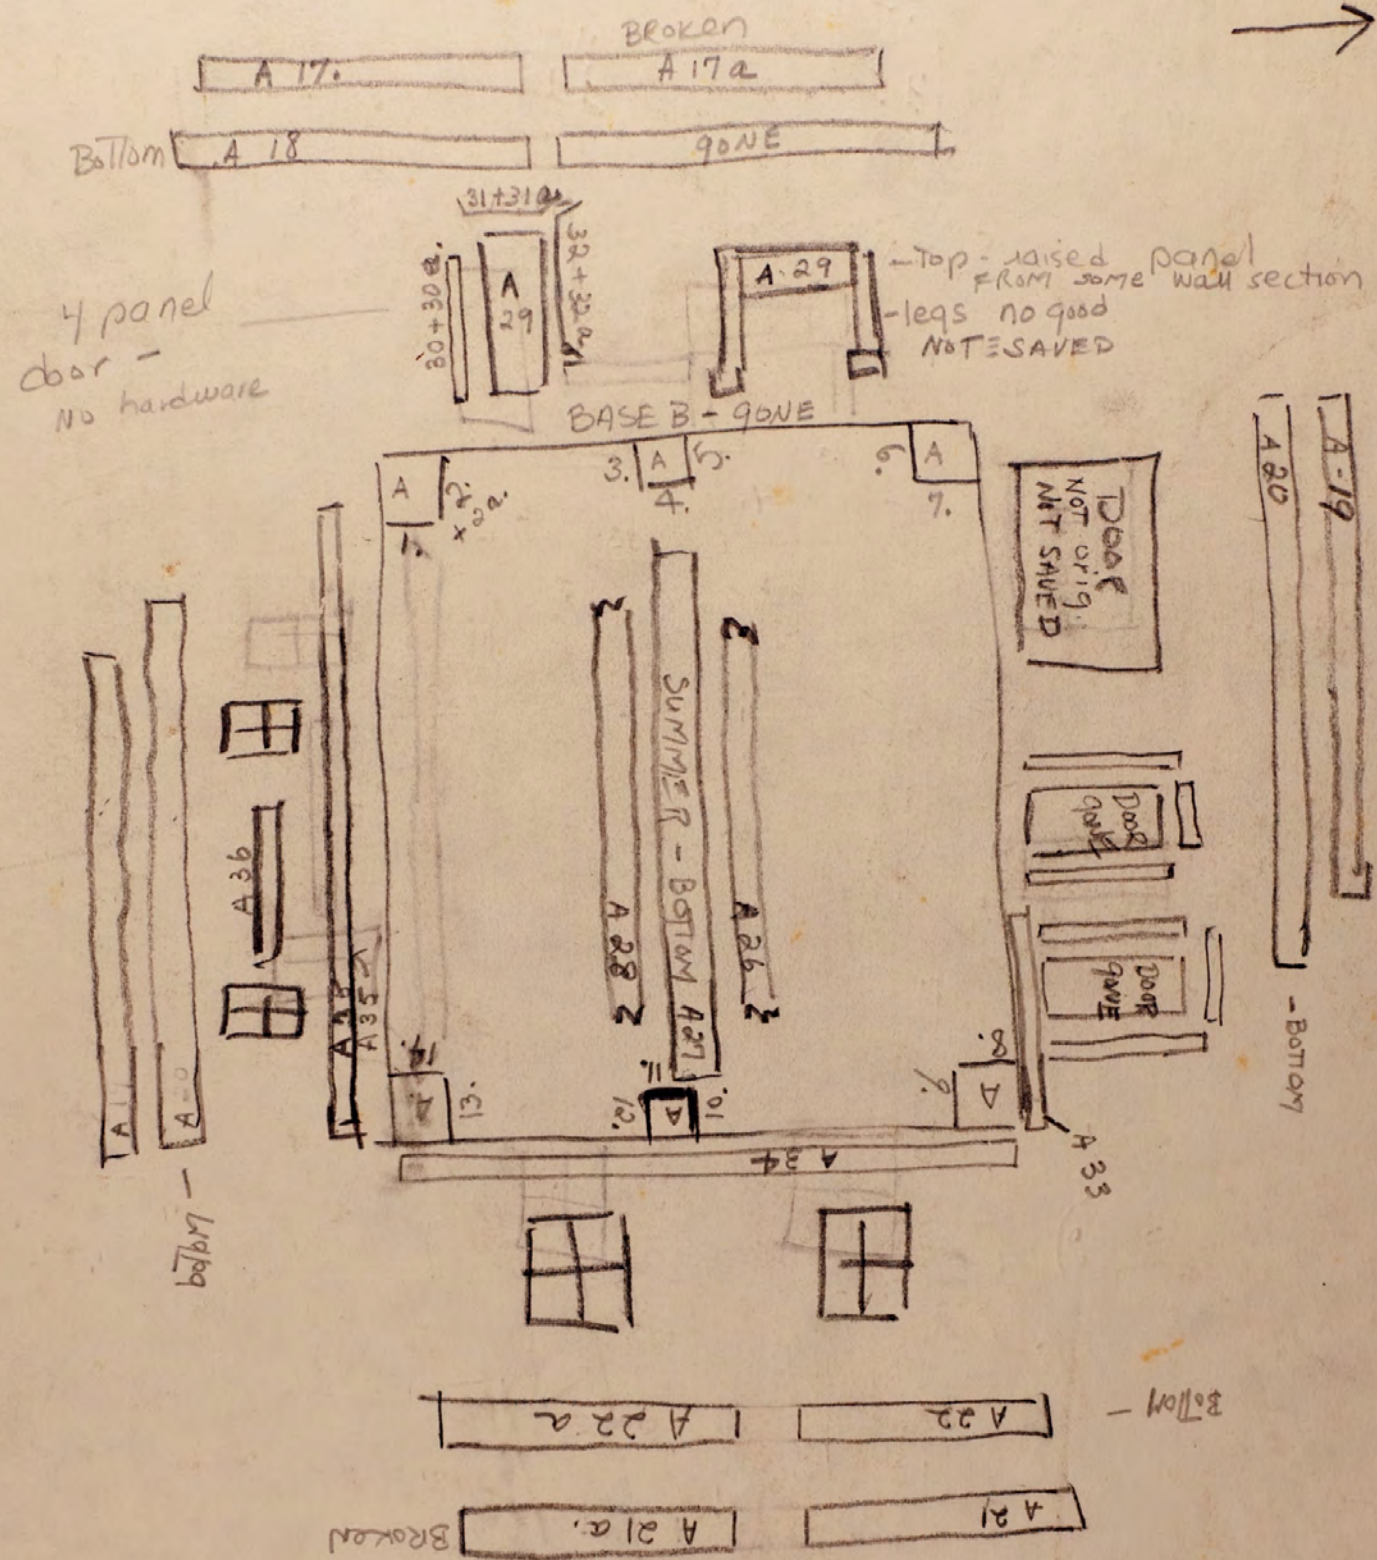 BROKEN
A 17.
A 17 a
Bottom
A 18
gONE
31+31a
30+30a.
A
29
32+32a
A. 29
-Top - raised panel
FROM some wall section
-legs no good
NOT SAVED
4 panel
door -
No hardware
BASE B - gONE
A
1.
2.
x 2a.
3.
A
5.
4.
6.
A
7.
DOOR
NOT orig.
NOT SAVED
A 20
A-19
-BOTTOM
SUMMER - BOTTOM A27
A 28
A 26
A 36
A 35
Door
gONE
Door
gONE
A 33
8.
9.
10.
11.
12.
13.
A 34
bottom -
A 22 a
A 22
Bottom -
BROKEN
A 21 a.
A 21